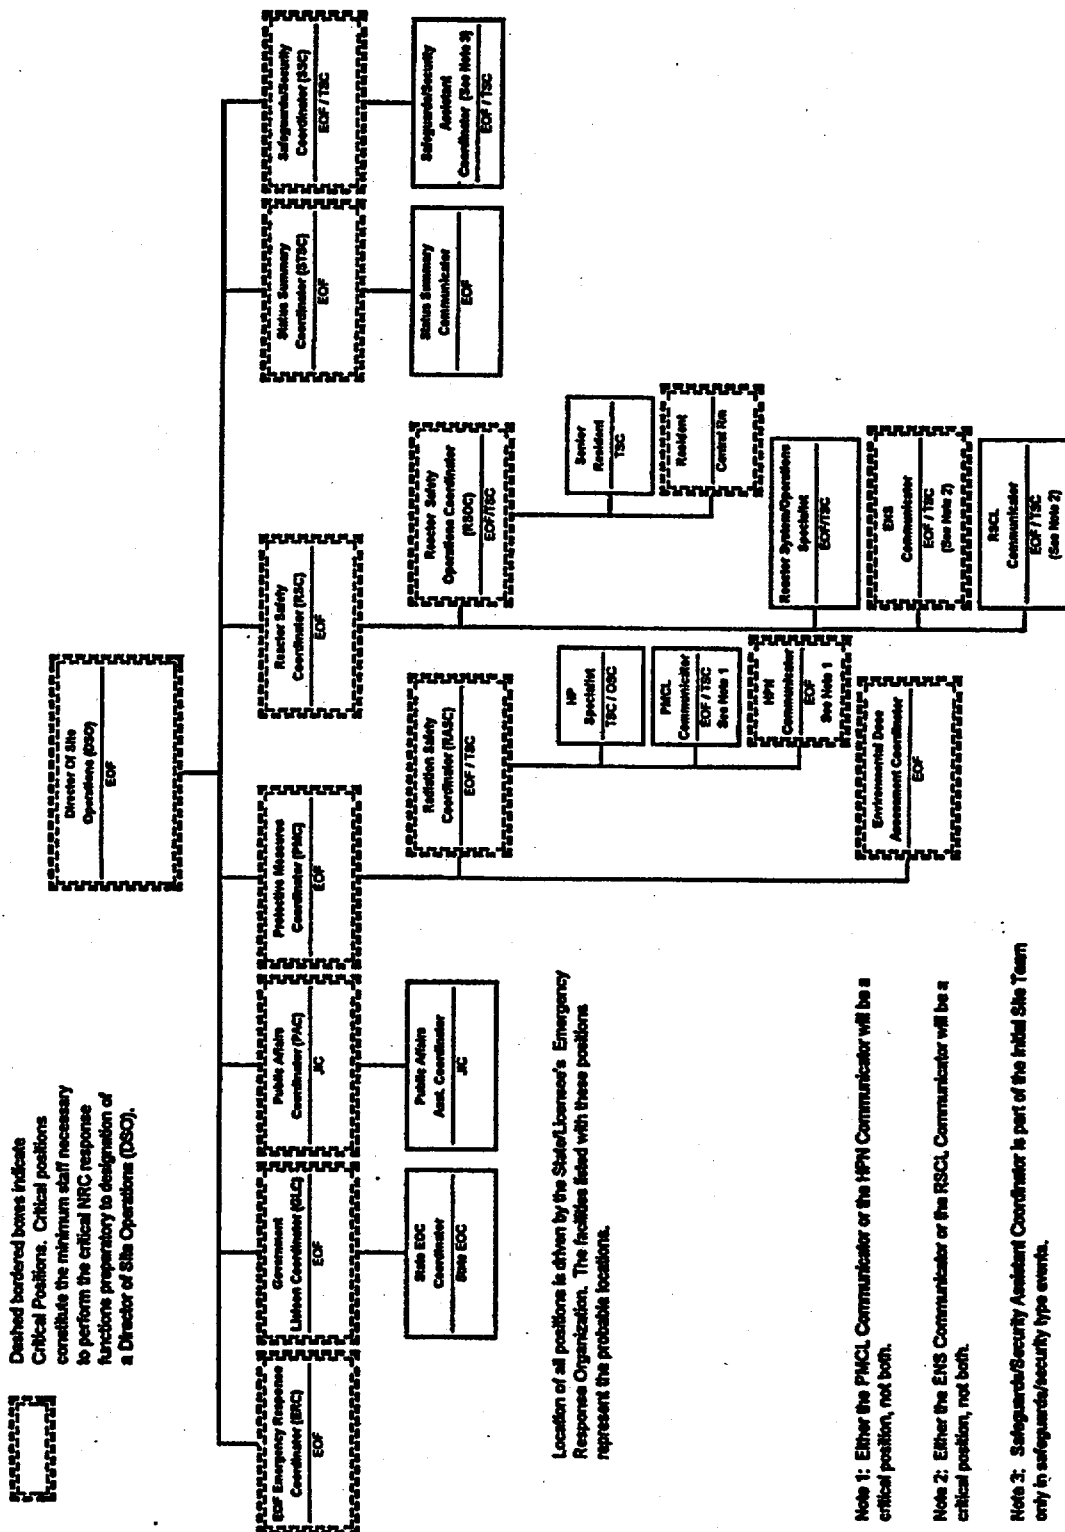 Dashed bordered boxes indicate
Critical Positions. Critical positions
constitute the minimum staff necessary
to perform the critical NRC response
functions preparatory to designation of
a Director of Site Operations (DSO).
Director Of Site
Operations (DSO)
EOF
EOF Emergency Response
Coordinator (ERC)
EOF
Government
Liaison Coordinator (GLC)
EOF
Public Affairs
Coordinator (PAC)
JIC
Protective Measures
Coordinator (PMC)
EOF
Reactor Safety
Coordinator (RSC)
EOF
Status Summary
Coordinator (STSC)
EOF
Safeguards/Security
Coordinator (SSC)
EOF / TSC
State EOC
Coordinator
State EOC
Public Affairs
Asst. Coordinator
JIC
Radiation Safety
Coordinator (RASC)
EOF / TSC
Reactor Safety
Operations Coordinator
(RSOC)
EOF/TSC
Status Summary
Communicator
EOF
Safeguards/Security
Assistant
Coordinator (See Note 3)
EOF / TSC
HP
Specialist
TSC / OSC
PMCL
Communicator
EOF / TSC
See Note 1
HPN
Communicator
EOF
See Note 1
Environmental Dose
Assessment Coordinator
EOF
Senior
Resident
TSC
Resident
Control Rm
Reactor System/Operations
Specialist
EOF/TSC
ENS
Communicator
EOF / TSC
(See Note 2)
RSCL
Communicator
EOF / TSC
(See Note 2)
Location of all positions is driven by the State/Licensee's Emergency
Response Organization. The facilities listed with these positions
represent the probable locations.
Note 1: Either the PMCL Communicator or the HPN Communicator will be a
critical position, not both.
Note 2: Either the ENS Communicator or the RSCL Communicator will be a
critical position, not both.
Note 3: Safeguards/Security Assistant Coordinator is part of the Initial Site Team
only in safeguards/security type events.